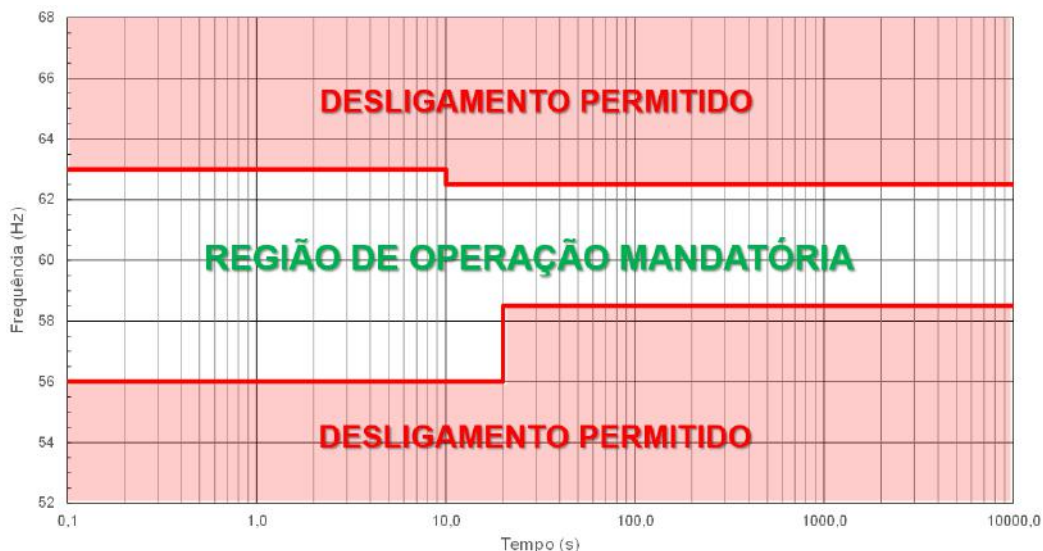 68
66
DESLIGAMENTO PERMITIDO
64
62
REGIÃO DE OPERAÇÃO MANDATÓRIA
60
Frequência (Hz)
58
56
DESLIGAMENTO PERMITIDO
54
52
0,1 1,0 10,0 100,0 1000,0 10000,0
Tempo (s)